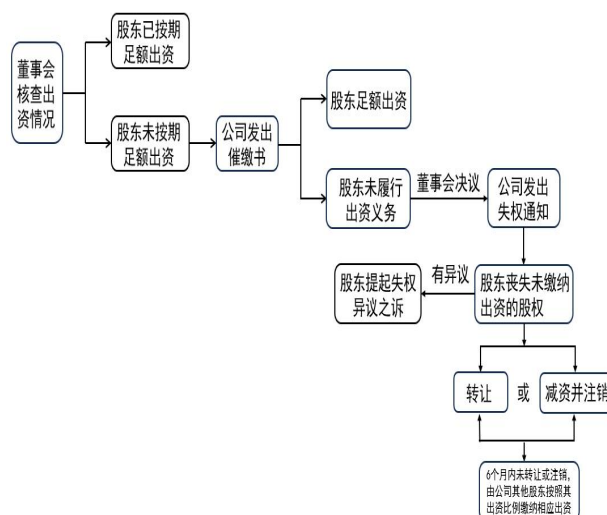 董事会
核查出
资情况
股东已按期
足额出资
股东未按期
足额出资
公司发出
催缴书
股东足额出资
股东未履行
出资义务
董事会决议
公司发出
失权通知
股东丧失未缴纳
出资的股权
有异议
股东提起失权
异议之诉
转让
或
减资并注销
6个月内未转让或注销，
由公司其他股东按照其
出资比例缴纳相应出资